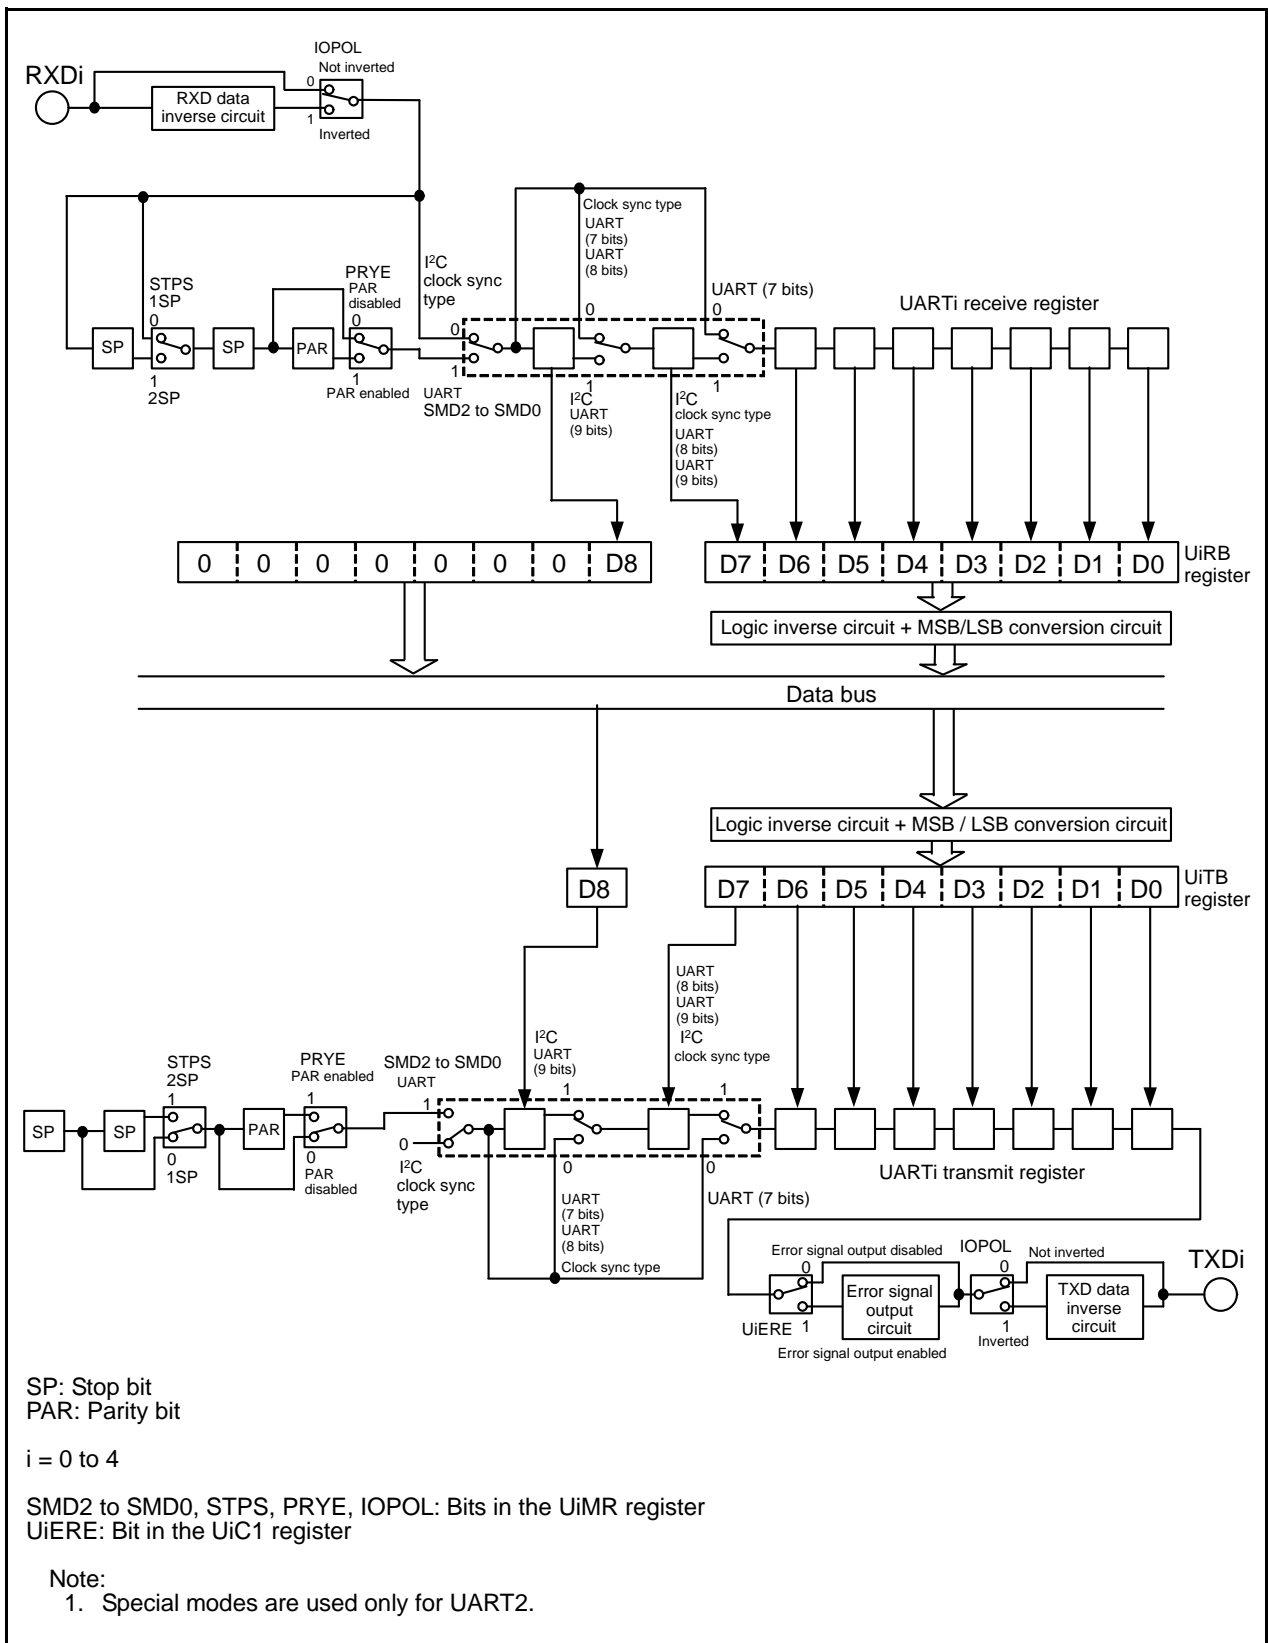 IOPOL
Not inverted
RXDi
0
RXD data
inverse circuit
1
Inverted
Clock sync type
UART
(7 bits)
UART
(8 bits)
I²C
clock sync
type
STPS
1SP
0
PRYE
PAR
disabled
0
UART (7 bits)
0
0
0
UARTi receive register
SP
SP
PAR
1
2SP
1
PAR enabled
1
UART
SMD2 to SMD0
1
I²C
UART
(9 bits)
1
I²C
clock sync type
UART
(8 bits)
UART
(9 bits)
0 0 0 0 0 0 0 D8
D7 D6 D5 D4 D3 D2 D1 D0
UiRB
register
Logic inverse circuit + MSB/LSB conversion circuit
Data bus
Logic inverse circuit + MSB / LSB conversion circuit
D8
D7 D6 D5 D4 D3 D2 D1 D0
UiTB
register
UART
(8 bits)
UART
(9 bits)
I²C
clock sync type
I²C
UART
(9 bits)
STPS
2SP
1
PRYE
PAR enabled
1
SMD2 to SMD0
UART
1
1
1
SP
SP
PAR
0
1SP
0
PAR
disabled
0
I²C
clock sync
type
0
0
UART
(7 bits)
UART
(8 bits)
Clock sync type
UART (7 bits)
UARTi transmit register
Error signal output disabled
0
IOPOL
0
Not inverted
TXDi
Error signal
output
circuit
TXD data
inverse
circuit
UiERE
1
Error signal output enabled
1
Inverted
SP: Stop bit
PAR: Parity bit
i = 0 to 4
SMD2 to SMD0, STPS, PRYE, IOPOL: Bits in the UiMR register
UiERE: Bit in the UiC1 register
Note:
1. Special modes are used only for UART2.